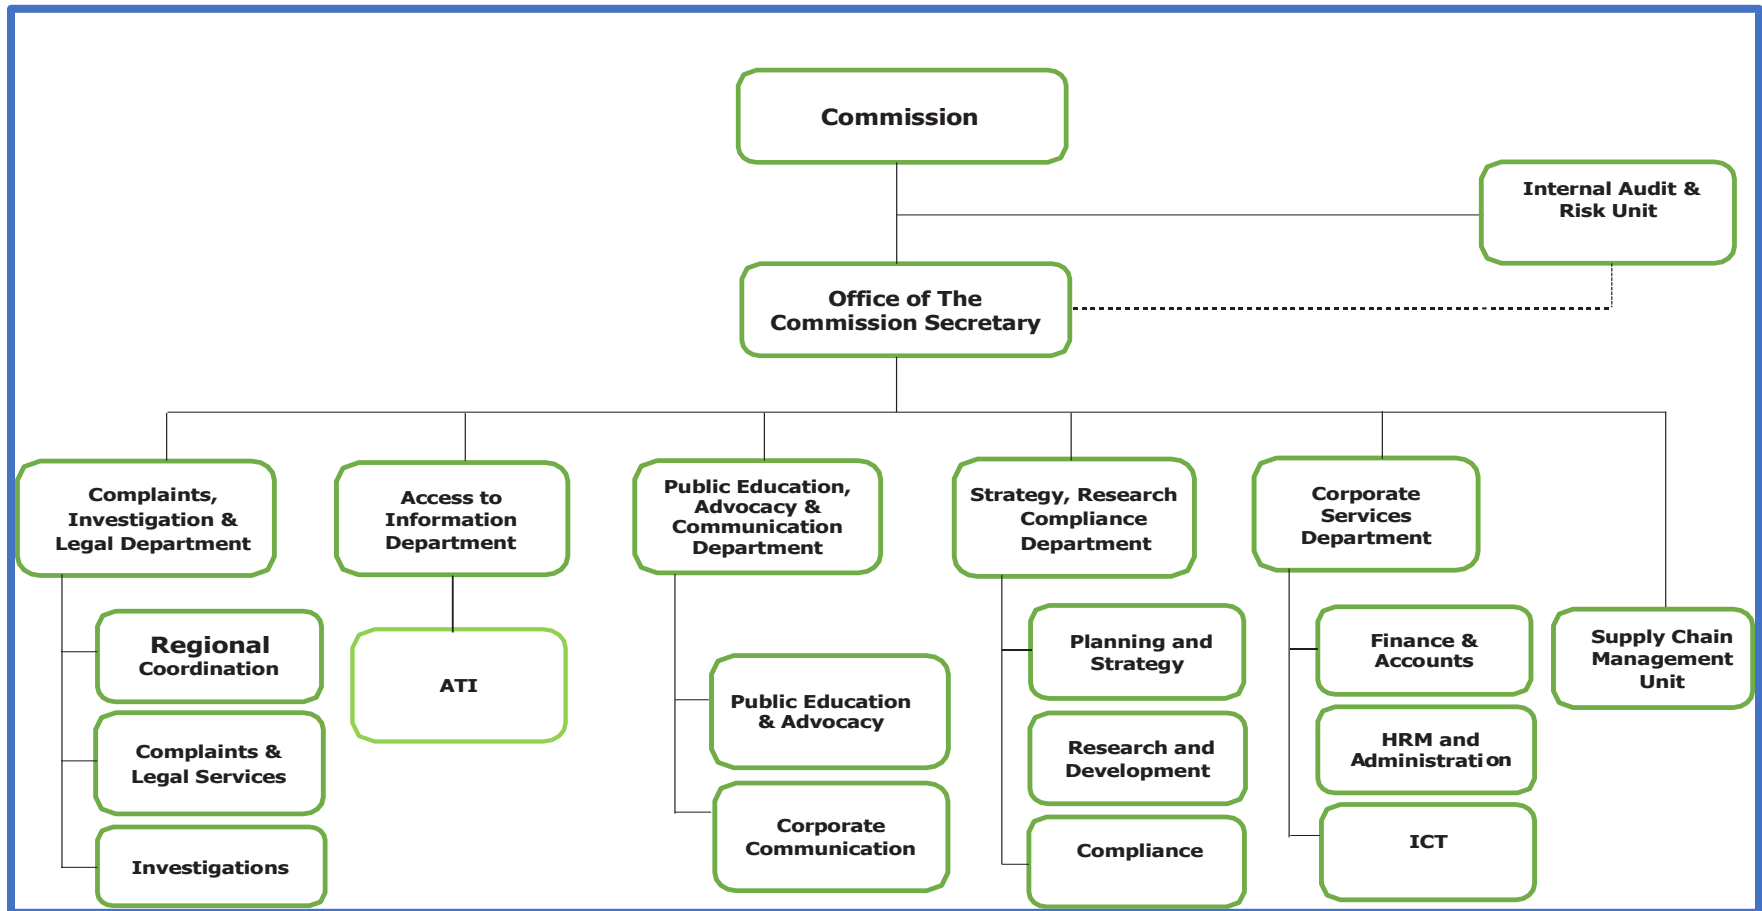 Commission
Internal Audit &
Risk Unit
Office of The
Commission Secretary
Complaints,
Investigation &
Legal Department
Access to
Information
Department
Public Education,
Advocacy &
Communication
Department
Strategy, Research
Compliance
Department
Corporate
Services
Department
Regional
Coordination
Complaints &
Legal Services
Investigations
ATI
Public Education
& Advocacy
Corporate
Communication
Planning and
Strategy
Research and
Development
Compliance
Finance &
Accounts
HRM and
Administration
ICT
Supply Chain
Management
Unit